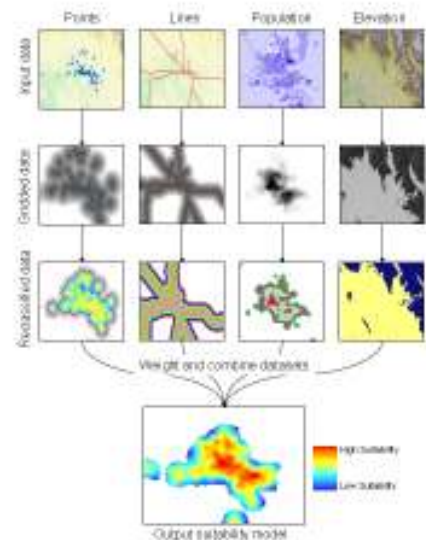 Points Lines Population Elevation
Input data
Gridded data
Reclassified data
Weight and combine datasets
High Suitability
Low Suitability
Output suitability model